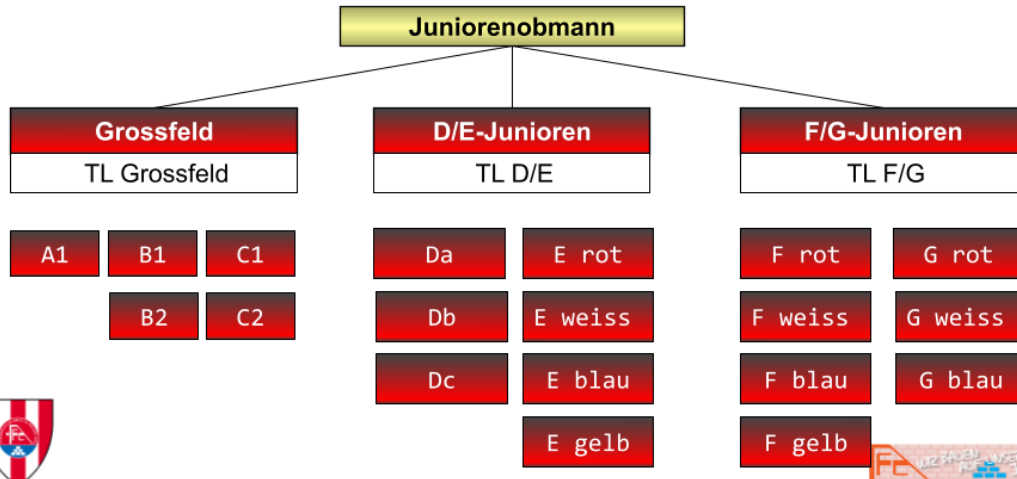 Juniorenobmann
Grossfeld
TL Grossfeld
D/E-Junioren
TL D/E
F/G-Junioren
TL F/G
A1 B1 C1
B2 C2
Da E rot
Db E weiss
Dc E blau
E gelb
F rot G rot
F weiss G weiss
F blau G blau
F gelb